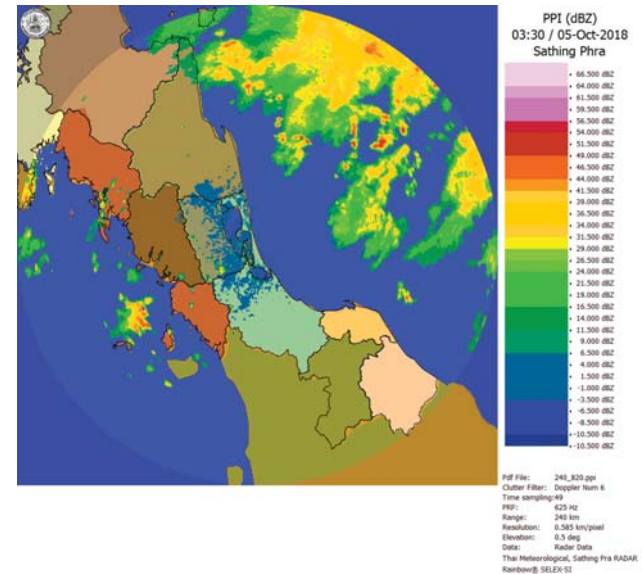 PPI (dBZ)
03:30 / 05-Oct-2018
Sathing Phra
66.500 dBZ
64.000 dBZ
61.500 dBZ
59.500 dBZ
56.500 dBZ
54.000 dBZ
51.500 dBZ
49.000 dBZ
46.500 dBZ
44.000 dBZ
41.500 dBZ
39.000 dBZ
36.500 dBZ
34.000 dBZ
31.500 dBZ
29.000 dBZ
26.500 dBZ
24.000 dBZ
21.500 dBZ
19.000 dBZ
16.500 dBZ
14.000 dBZ
11.500 dBZ
9.000 dBZ
6.500 dBZ
4.000 dBZ
1.500 dBZ
-1.000 dBZ
-3.500 dBZ
-6.500 dBZ
-8.500 dBZ
-10.500 dBZ
-10.500 dBZ
Pdf File: 240_820.ppi
Clutter Filter: Doppler Num 6
Time sampling: 49
PRF: 625 Hz
Range: 240 km
Resolution: 0.585 km/pixel
Elevation: 0.5 deg
Data: Radar Data
Thai Meteorological, Sathing Pra RADAR
Rainbow® SELEX-SI